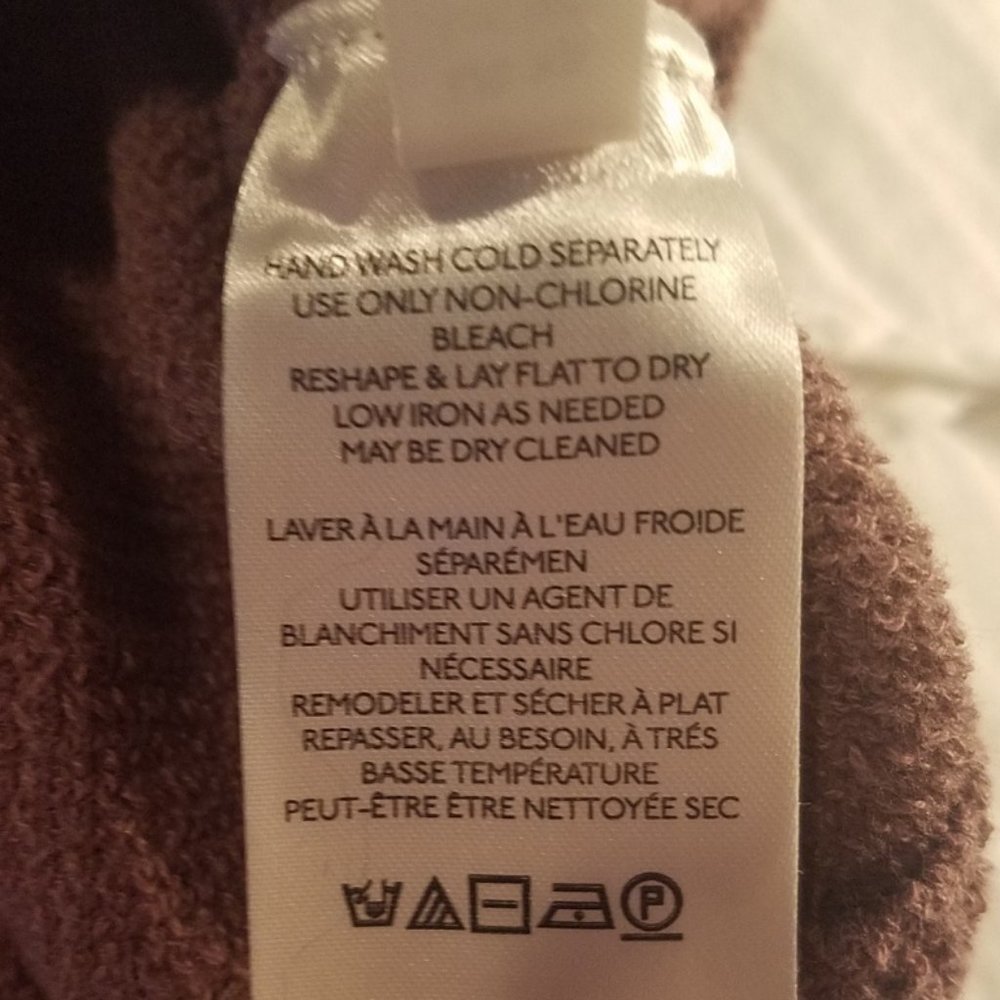 HAND WASH COLD SEPARATELY
USE ONLY NON-CHLORINE
BLEACH
RESHAPE & LAY FLAT TO DRY
LOW IRON AS NEEDED
MAY BE DRY CLEANED
LAVER À LA MAIN À L'EAU FROIDE
SÉPARÉMEN
UTILISER UN AGENT DE
BLANCHIMENT SANS CHLORE SI
NÉCESSAIRE
REMODELER ET SÉCHER À PLAT
REPASSER, AU BESOIN, À TRÉS
BASSE TEMPÉRATURE
PEUT-ÊTRE ÊTRE NETTOYÉE SEC
P